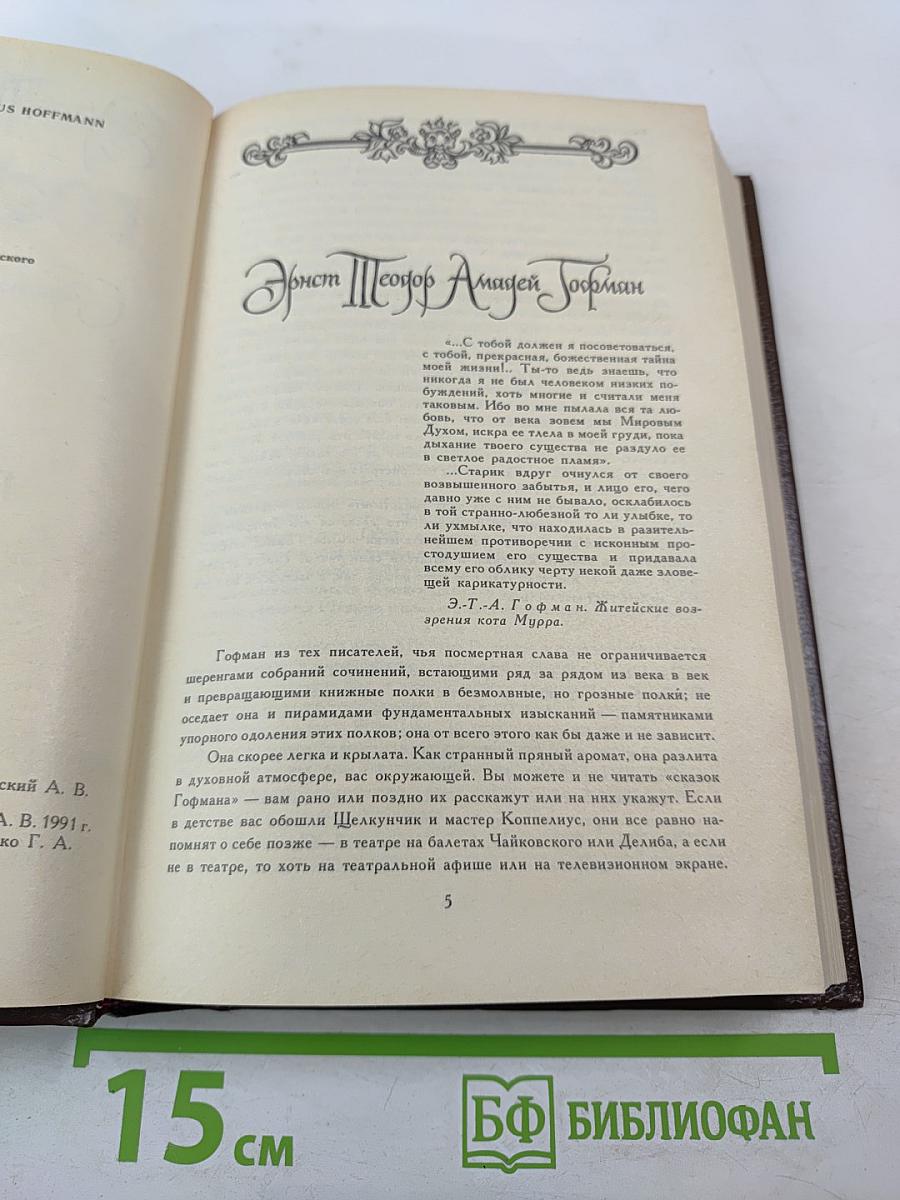 US HOFFMANN
ского
ский А. В.
А. В. 1991 г.
ко Г. А.
Эрнст Теодор Амадей Гофман
«...С тобой должен я посоветоваться,
с тобой, прекрасная, божественная тайна
моей жизни!.. Ты-то ведь знаешь, что
никогда я не был человеком низких по-
буждений, хоть многие и считали меня
таковым. Ибо во мне пылала вся та лю-
бовь, что от века зовем мы Мировым
Духом, искра ее тлела в моей груди, пока
дыхание твоего существа не раздуло ее
в светлое радостное пламя».
...Старик вдруг очнулся от своего
возвышенного забытья, и лицо его, чего
давно уже с ним не бывало, осклабилось
в той странно-любезной то ли улыбке, то
ли ухмылке, что находилась в разитель-
нейшем противоречии с исконным про-
стодушием его существа и придавала
всему его облику черту некой даже злове-
щей карикатурности.
Э.-Т.-А. Гофман. Житейские воз-
зрения кота Мурра.
Гофман из тех писателей, чья посмертная слава не ограничивается
шеренгами собраний сочинений, встающими ряд за рядом из века в век
и превращающими книжные полки в безмолвные, но грозные полки́; не
оседает она и пирамидами фундаментальных изысканий — памятниками
упорного одоления этих полков; она от всего этого как бы даже и не зависит.
Она скорее легка и крылата. Как странный пряный аромат, она разлита
в духовной атмосфере, вас окружающей. Вы можете и не читать «сказок
Гофмана» — вам рано или поздно их расскажут или на них укажут. Если
в детстве вас обошли Щелкунчик и мастер Коппелиус, они все равно на-
помнят о себе позже — в театре на балетах Чайковского или Делиба, а если
не в театре, то хоть на театральной афише или на телевизионном экране.
5
15 см
БФ БИБЛИОФАН